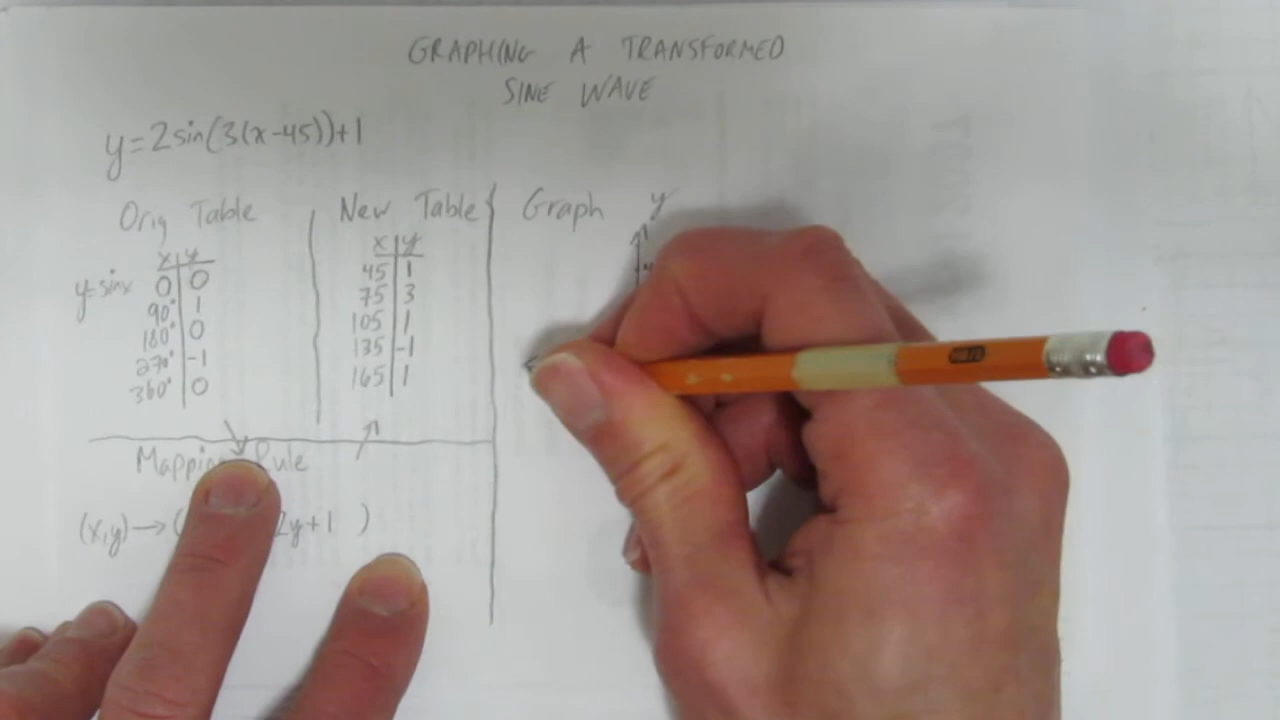 GRAPHING A TRANSFORMED
SINE WAVE
y=2sin(3(x-45))+1
Orig Table
y=sinx
x y
0 0
90° 1
180° 0
270° -1
360° 0
New Table
x y
45 1
75 3
105 1
135 -1
165 1
Graph
y
Rule
(x,y)→( 2y+1 )